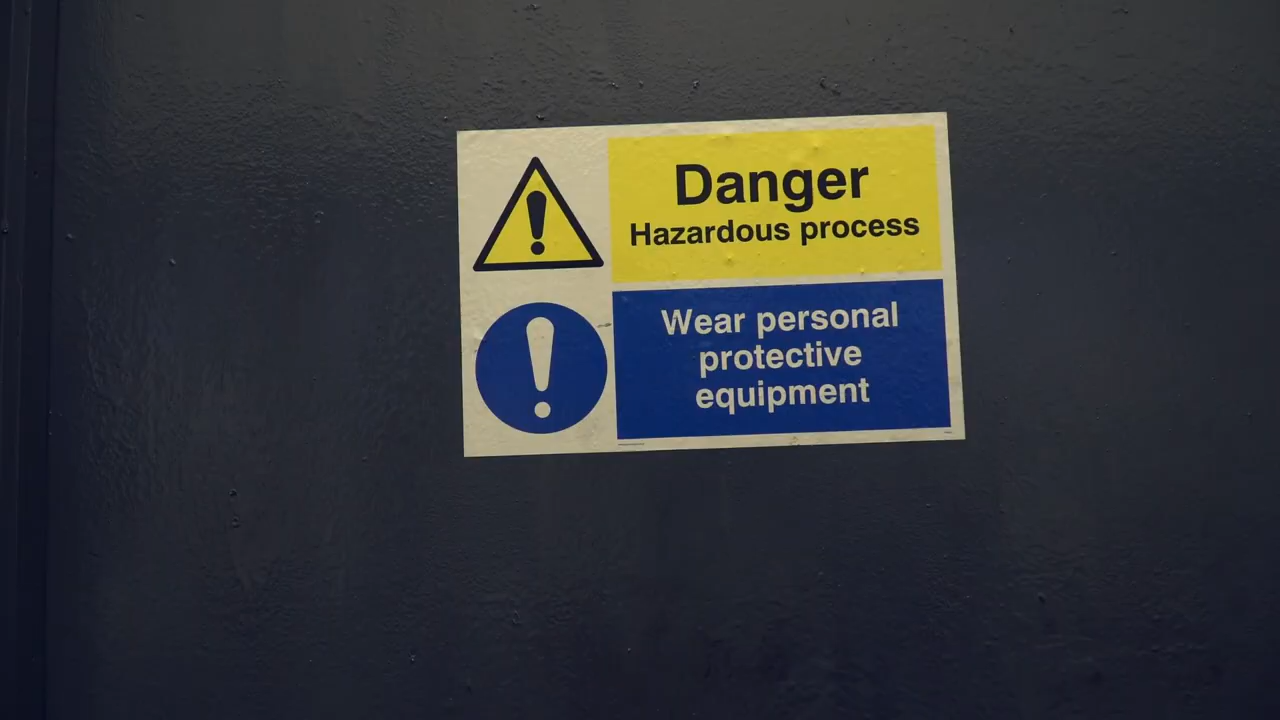 Danger
Hazardous process
Wear personal
protective
equipment